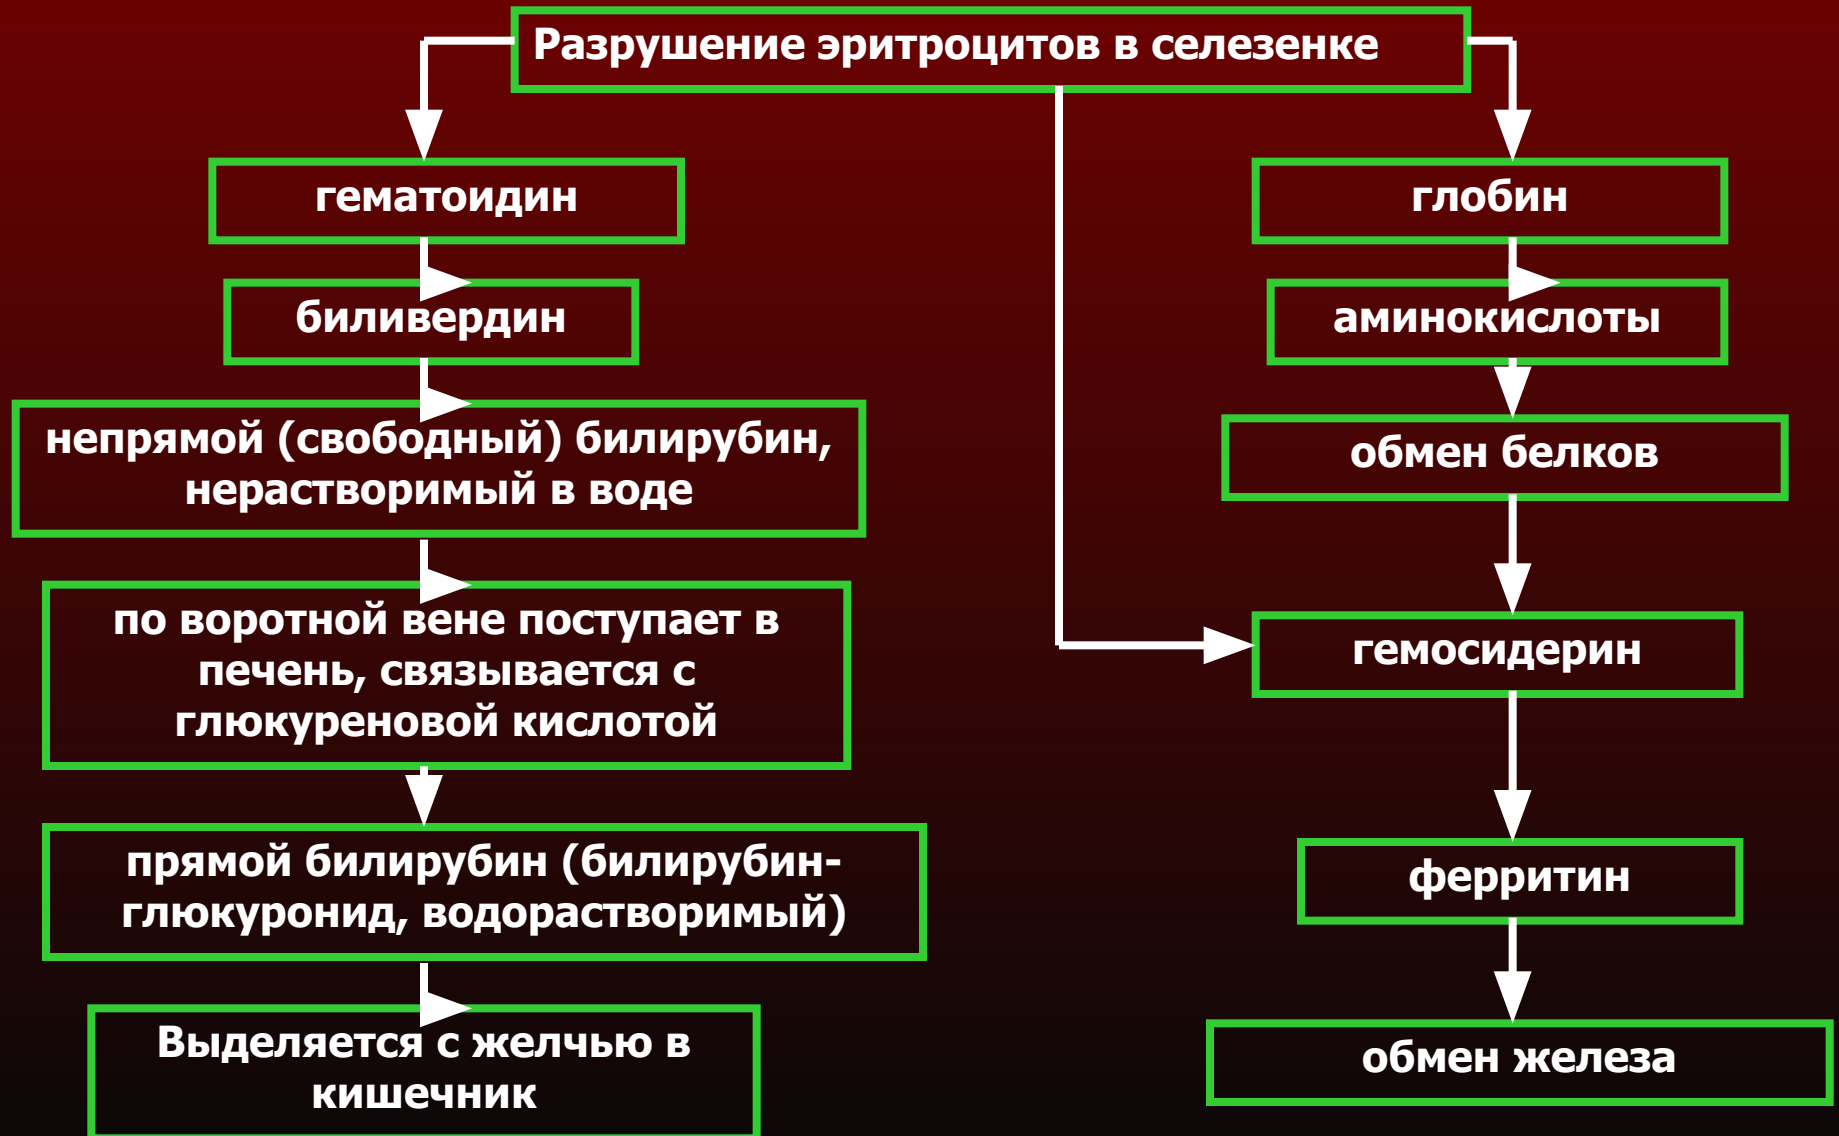 Разрушение эритроцитов в селезенке
гематоидин
биливердин
непрямой (свободный) билирубин,
нерастворимый в воде
по воротной вене поступает в
печень, связывается с
глюкуреновой кислотой
прямой билирубин (билирубин-
глюкуронид, водорастворимый)
Выделяется с желчью в
кишечник
глобин
аминокислоты
обмен белков
гемосидерин
ферритин
обмен железа